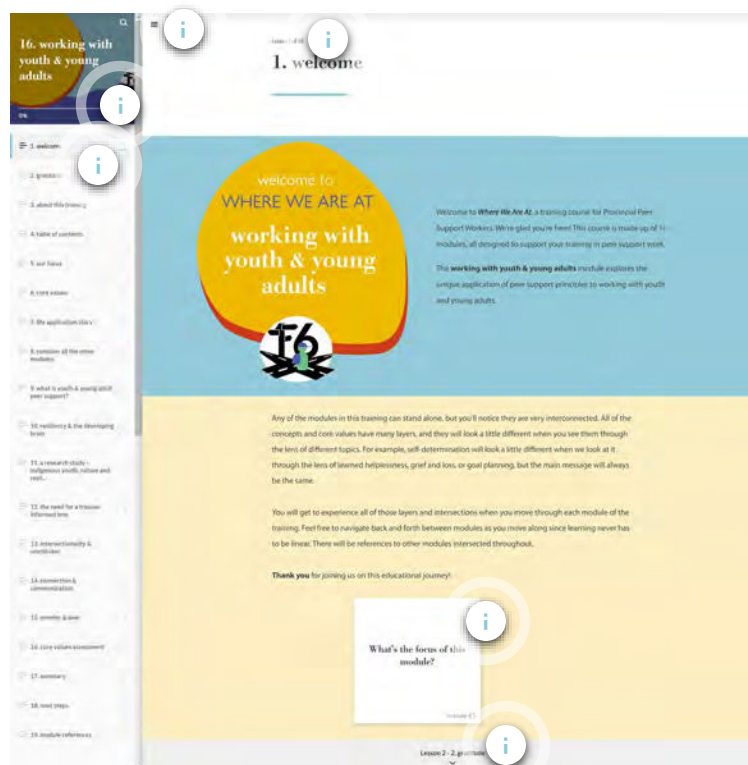 16. working with
youth & young
adults
0%
1. welcome
2. gratitude
3. about this training
4. table of contents
5. our focus
6. core values
7. life application story
8. consider all the other
modules
9. what is youth & young adult
peer support?
10. resiliency & the developing
brain
11. a research study –
indigenous youth, culture and
12. the need for a trauma-
informed lens
13. intersectionality &
14. connection &
communication
15. &
16. core values assessment
17. summary
18. next steps
19. module references
1. welcome
welcome to
WHERE WE ARE AT
working with
youth & young
adults
16
Welcome to Where We Are At, a training course for Provincial Peer
Support Workers. We're glad you're here! This course is made up of
modules, all designed to support your training in peer support work.
The working with youth & young adults module explores the
unique application of peer support principles to working with youth
and young adults.
Any of the modules in this training can stand alone, but you'll notice they are very interconnected. All of the
concepts and core values have many layers, and they will look a little different when you see them through
the lens of different topics. For example, self-determination will look a little different when we look at it
through the lens of learned helplessness, grief and loss, or goal planning, but the main message will always
be the same.
You will get to experience all of those layers and intersections when you move through each module of the
training. Feel free to navigate back and forth between modules as you move along since learning never has
to be linear. There will be references to other modules intersected throughout.
Thank you for joining us on this educational journey!
What's the focus of this
module?
Lesson 2 - 2. gratitude